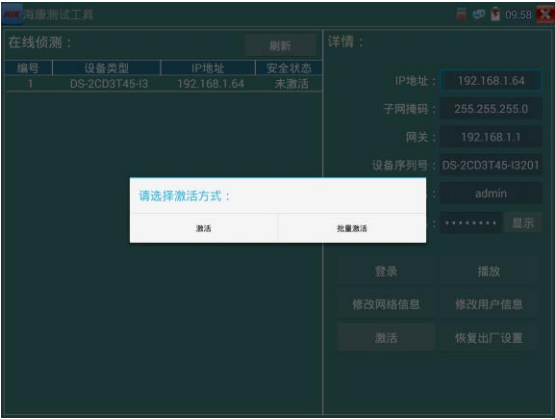 海康测试工具 09:58
在线侦测： 刷新
编号 设备类型 IP地址 安全状态
1 DS-2CD3T45-I3 192.168.1.64 未激活
详情：
IP地址： 192.168.1.64
子网掩码： 255.255.255.0
网关： 192.168.1.1
设备序列号： DS-2CD3T45-I3201
： admin
： •••••••• 显示
请选择激活方式：
激活 批量激活
登录 播放
修改网络信息 修改用户信息
激活 恢复出厂设置